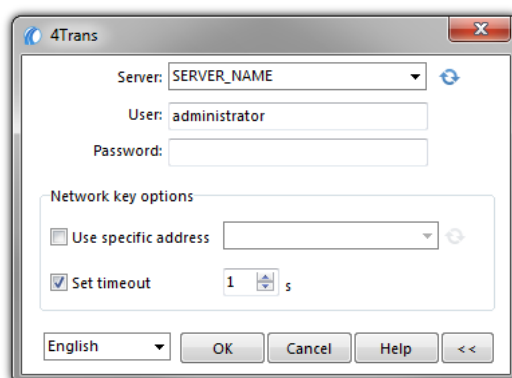 4Trans
Server: SERVER_NAME
User: administrator
Password:
Network key options
Use specific address
Set timeout 1 s
English OK Cancel Help <<